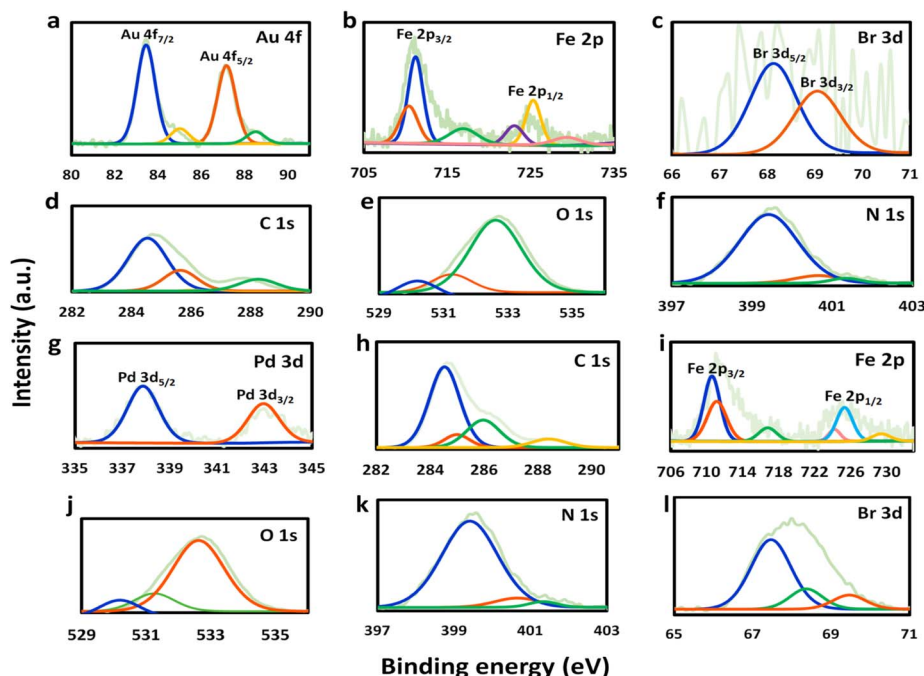 a Au 4f7/2 Au 4f5/2 Au 4f
80 82 84 86 88 90
b Fe 2p3/2 Fe 2p1/2 Fe 2p
705 715 725 735
c Br 3d5/2 Br 3d3/2 Br 3d
66 67 68 69 70 71
d C 1s
282 284 286 288 290
e O 1s
529 531 533 535
f N 1s
397 399 401 403
g Pd 3d5/2 Pd 3d3/2 Pd 3d
335 337 339 341 343 345
h C 1s
282 284 286 288 290
i Fe 2p3/2 Fe 2p1/2 Fe 2p
706 710 714 718 722 726 730
j O 1s
529 531 533 535
k N 1s
397 399 401 403
l Br 3d
65 67 69 71
Intensity (a.u.)
Binding energy (eV)